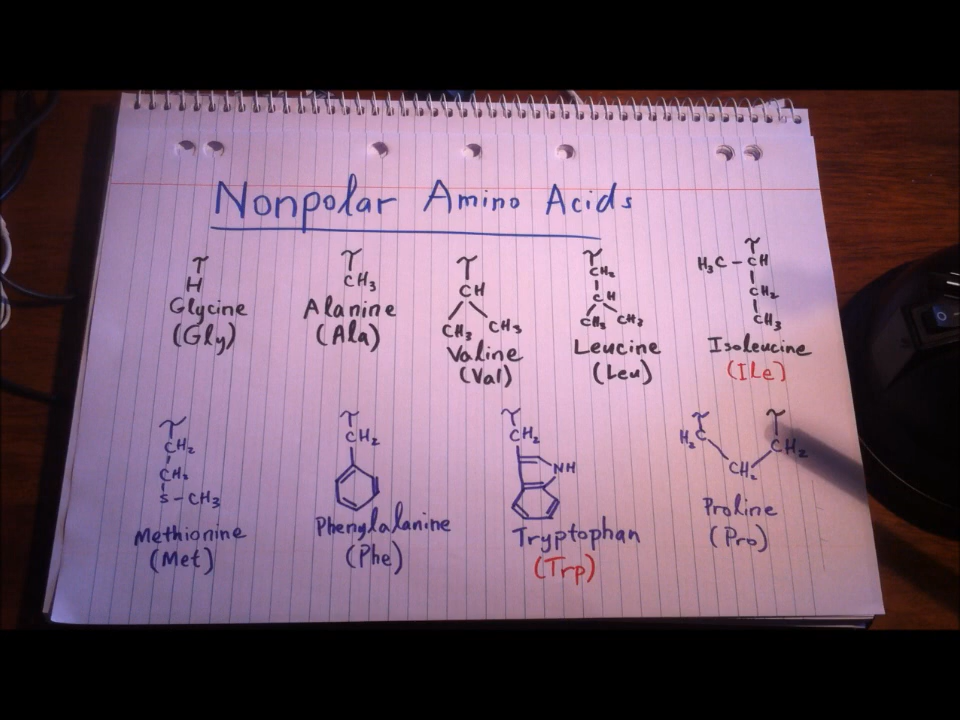 Nonpolar Amino Acids
H
Glycine
(Gly)
CH₃
Alanine
(Ala)
CH
CH₃ CH₃
Valine
(Val)
CH₂
CH
CH₃ CH₃
Leucine
(Leu)
H₃C - CH
CH₂
CH₃
Isoleucine
(ILe)
CH₂
CH₂
S - CH₃
Methionine
(Met)
CH₂
Phenylalanine
(Phe)
CH₂
NH
Tryptophan
(Trp)
H₂C CH₂
CH₂
Proline
(Pro)